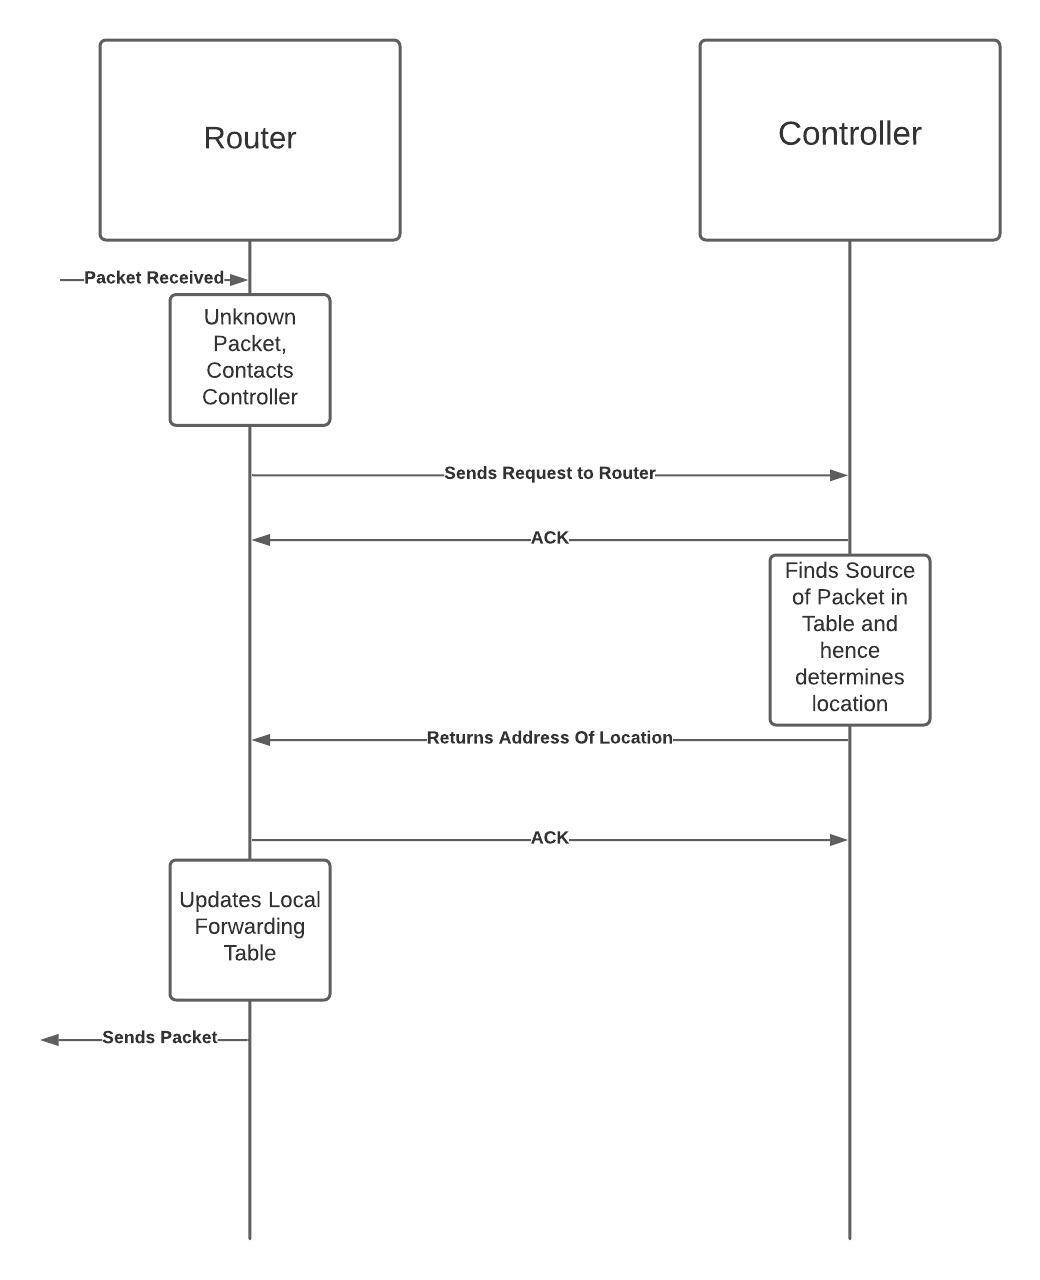 Router
Controller
Packet Received
Unknown
Packet,
Contacts
Controller
Sends Request to Router
ACK
Finds Source
of Packet in
Table and
hence
determines
location
Returns Address Of Location
ACK
Updates Local
Forwarding
Table
Sends Packet